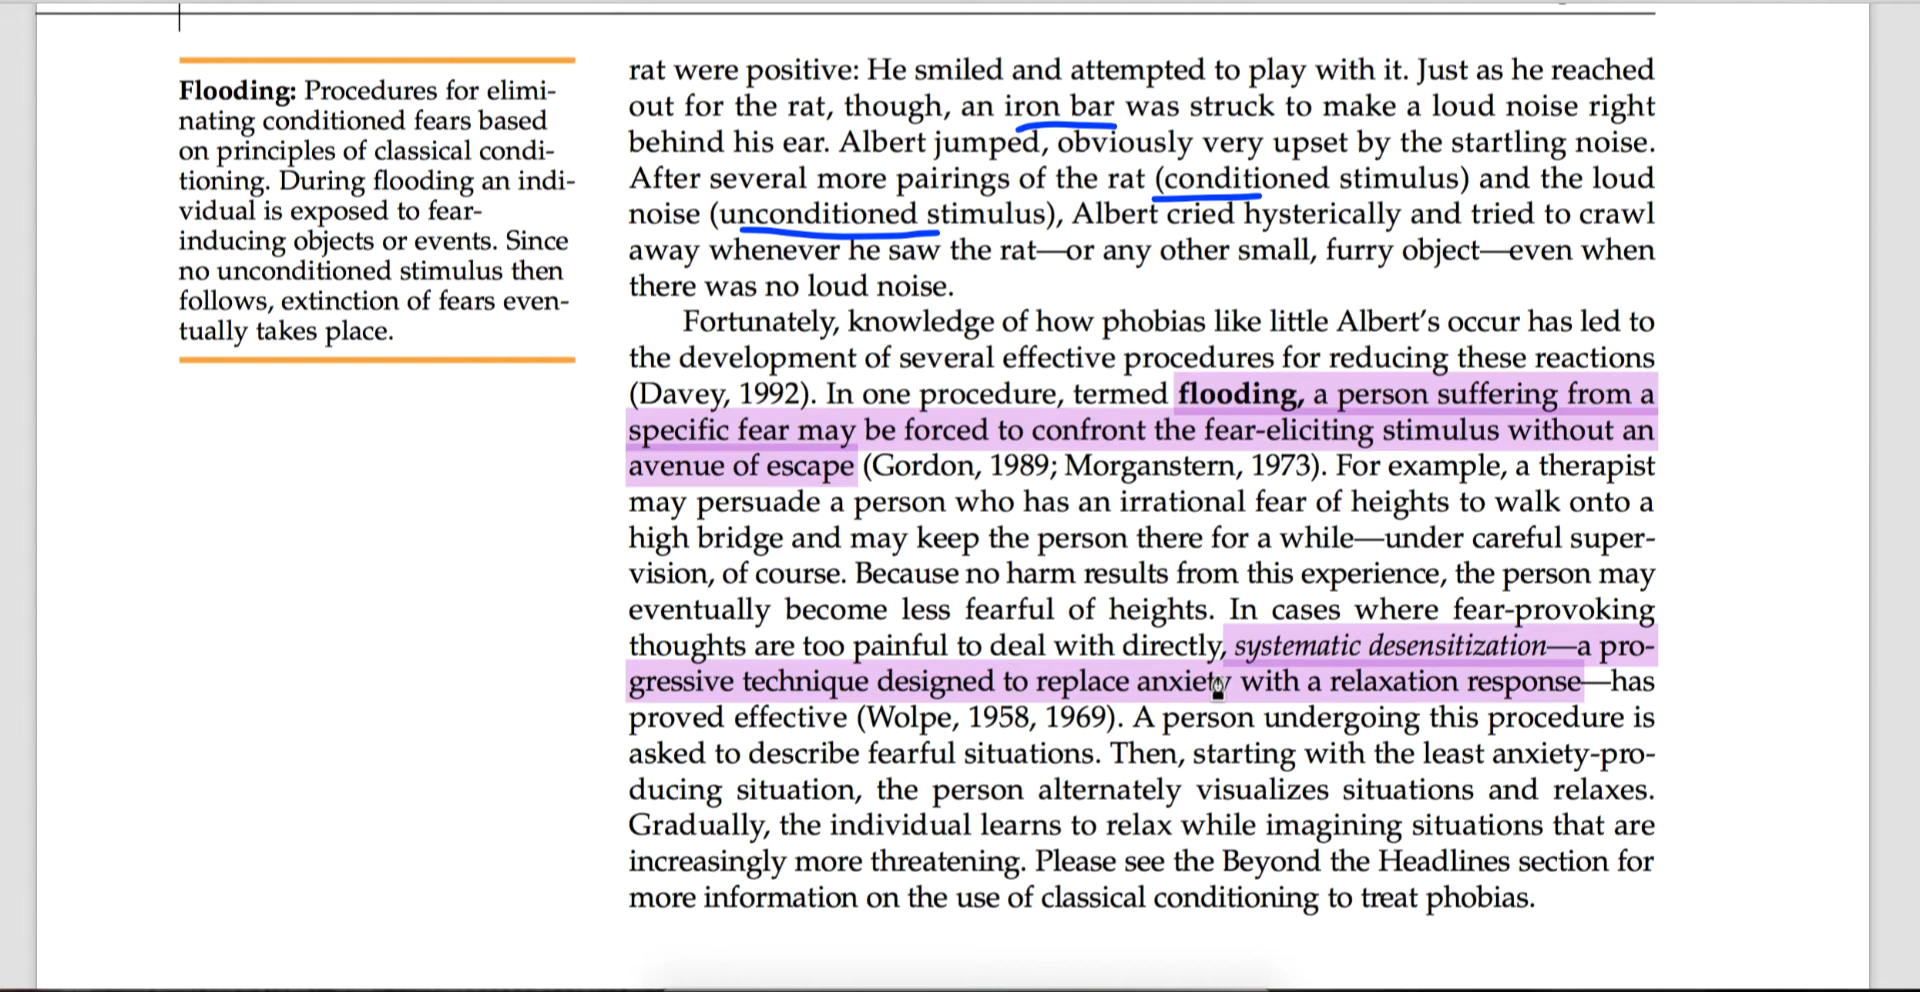 Flooding: Procedures for elimi-
nating conditioned fears based
on principles of classical condi-
tioning. During flooding an indi-
vidual is exposed to fear-
inducing objects or events. Since
no unconditioned stimulus then
follows, extinction of fears even-
tually takes place.
rat were positive: He smiled and attempted to play with it. Just as he reached
out for the rat, though, an iron bar was struck to make a loud noise right
behind his ear. Albert jumped, obviously very upset by the startling noise.
After several more pairings of the rat (conditioned stimulus) and the loud
noise (unconditioned stimulus), Albert cried hysterically and tried to crawl
away whenever he saw the rat—or any other small, furry object—even when
there was no loud noise.
Fortunately, knowledge of how phobias like little Albert's occur has led to
the development of several effective procedures for reducing these reactions
(Davey, 1992). In one procedure, termed flooding, a person suffering from a
specific fear may be forced to confront the fear-eliciting stimulus without an
avenue of escape (Gordon, 1989; Morganstern, 1973). For example, a therapist
may persuade a person who has an irrational fear of heights to walk onto a
high bridge and may keep the person there for a while—under careful super-
vision, of course. Because no harm results from this experience, the person may
eventually become less fearful of heights. In cases where fear-provoking
thoughts are too painful to deal with directly, systematic desensitization—a pro-
gressive technique designed to replace anxiety with a relaxation response—has
proved effective (Wolpe, 1958, 1969). A person undergoing this procedure is
asked to describe fearful situations. Then, starting with the least anxiety-pro-
ducing situation, the person alternately visualizes situations and relaxes.
Gradually, the individual learns to relax while imagining situations that are
increasingly more threatening. Please see the Beyond the Headlines section for
more information on the use of classical conditioning to treat phobias.